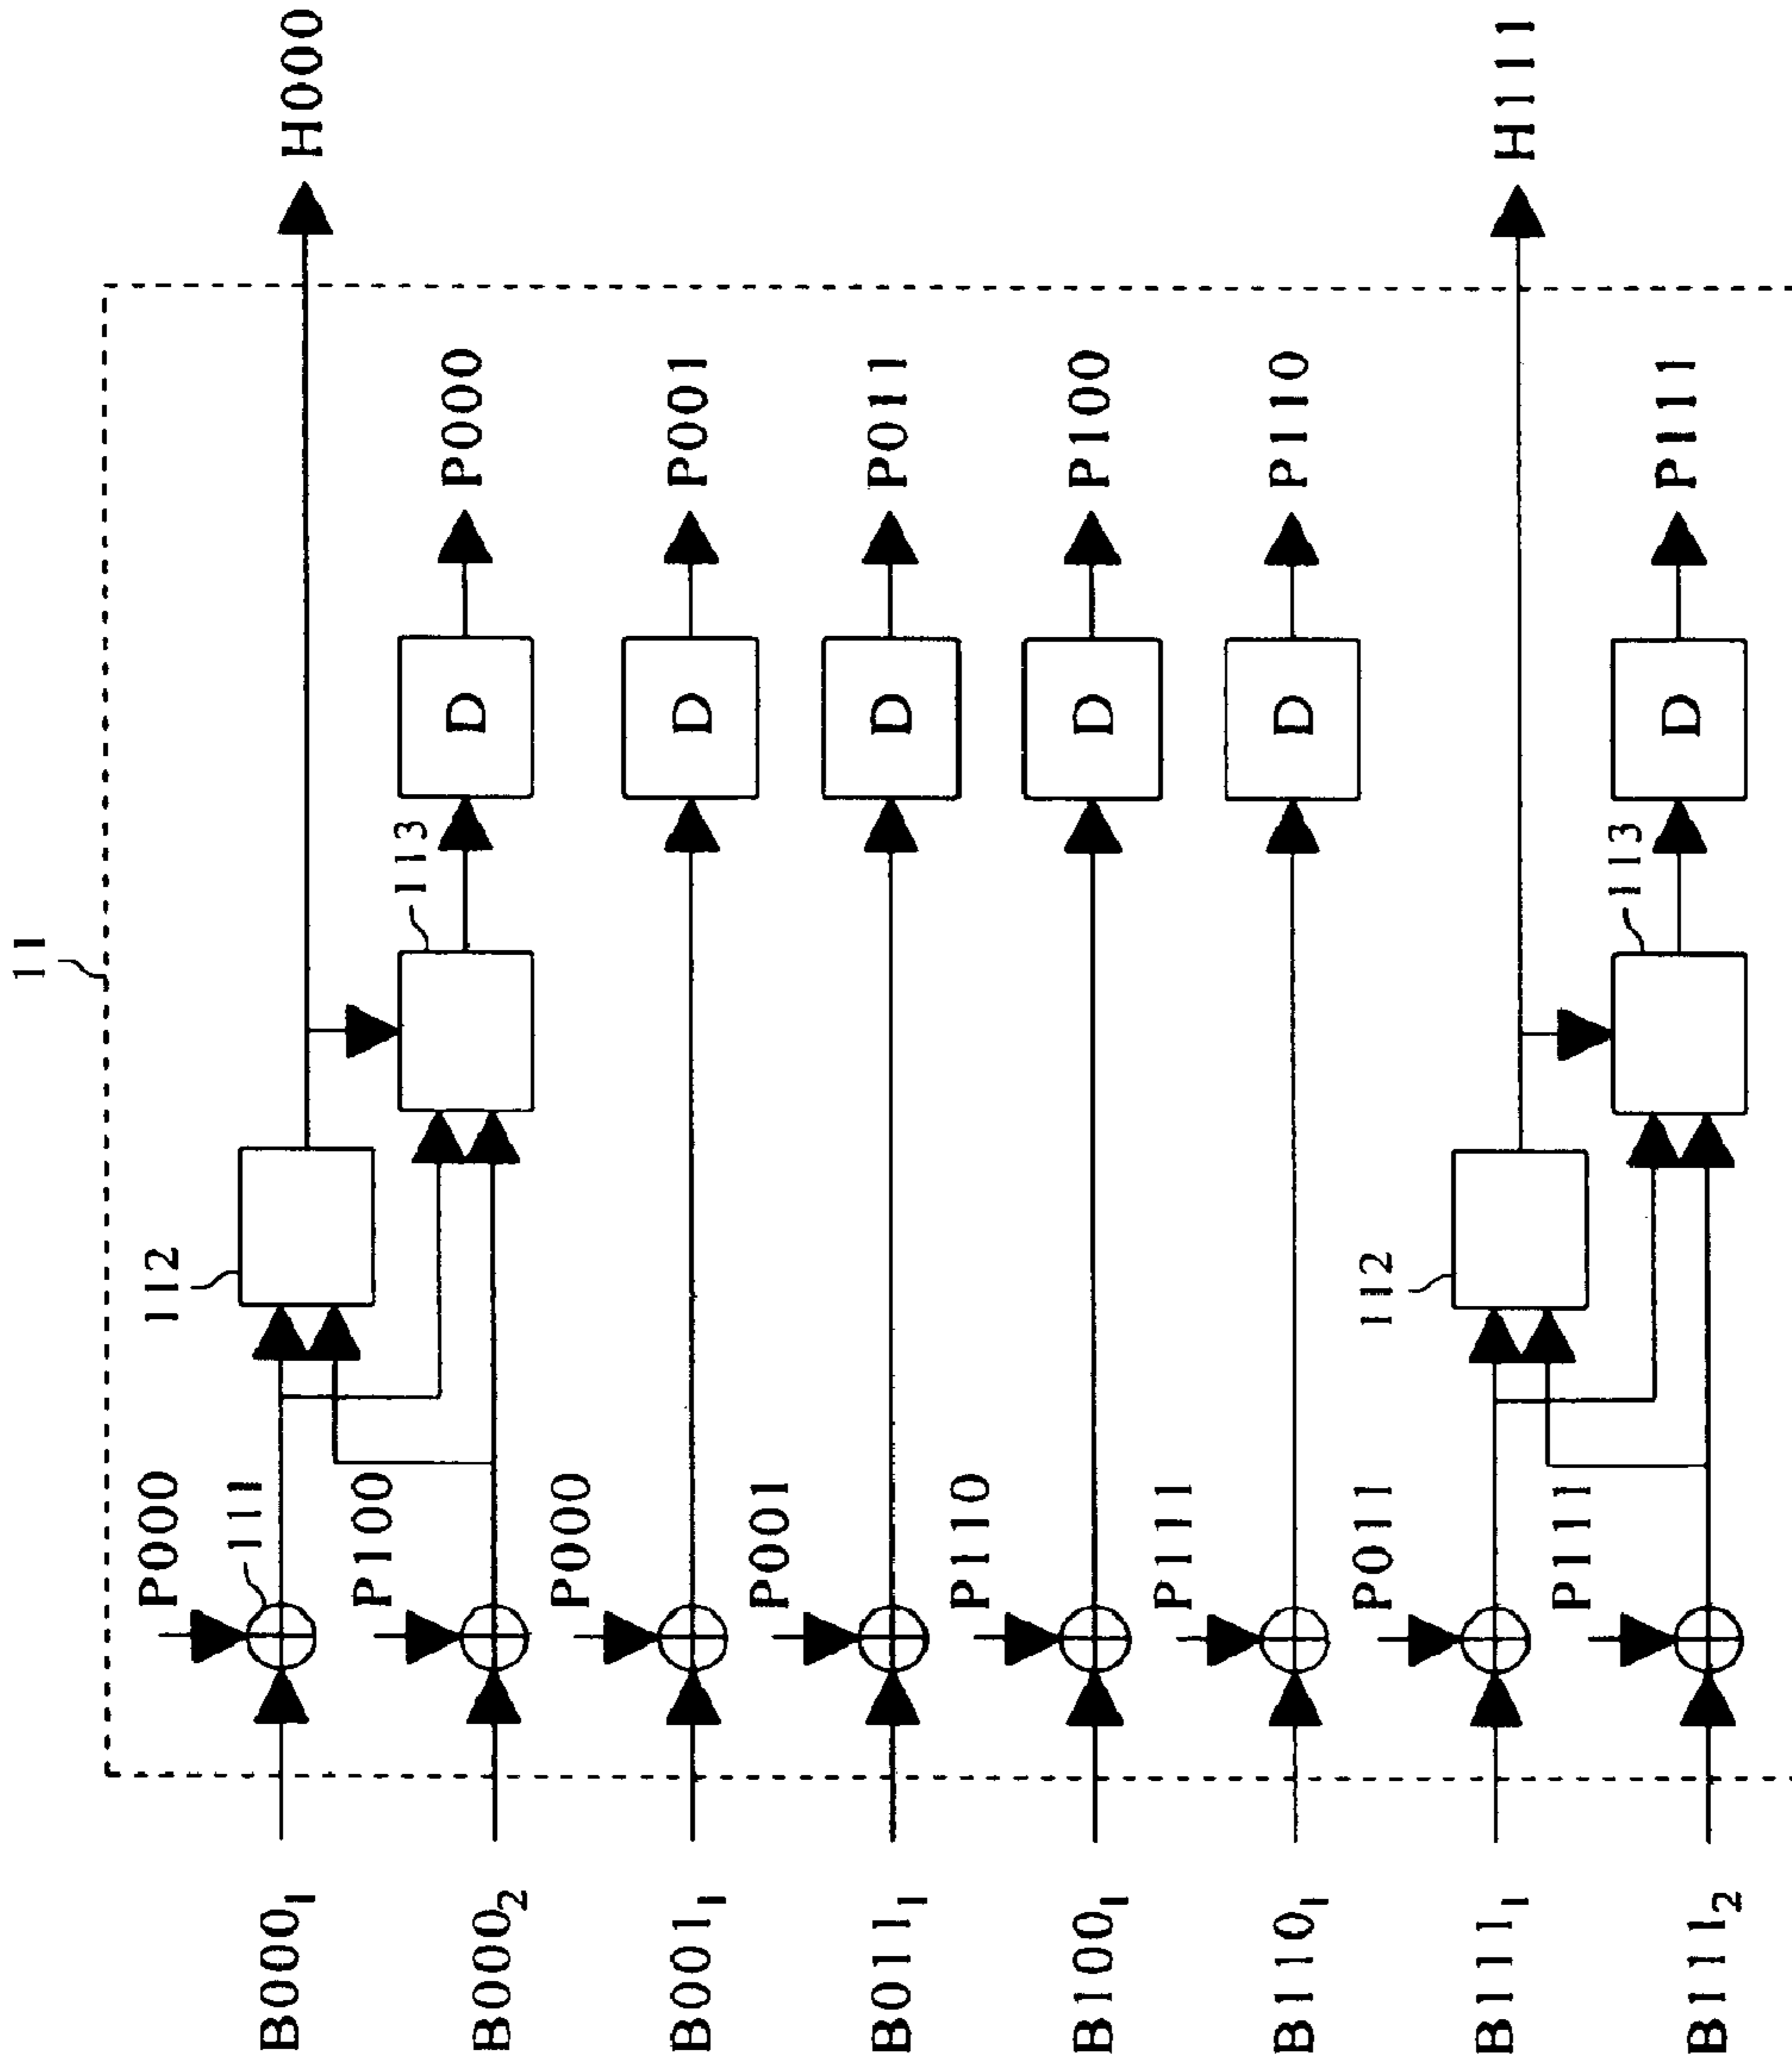 11
P000
112
111
B000₁
H000
P100
113
B000₂
D
P000
P000
B001₁
D
P001
P001
B011₁
D
P011
P110
B100₁
D
P100
P111
B110₁
D
P110
P011
112
B111₁
H111
P111
113
B111₂
D
P111